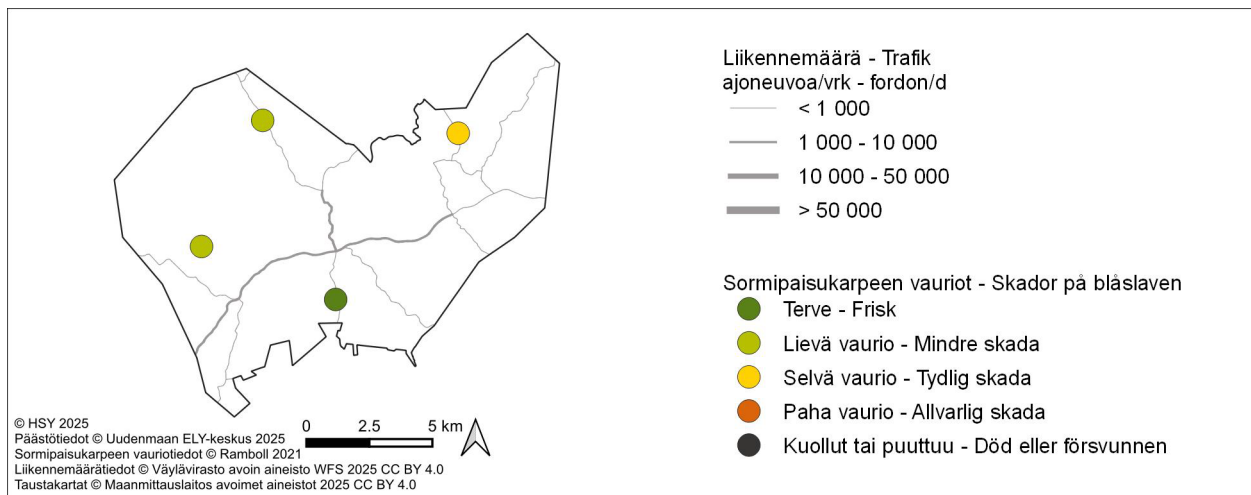 Liikennemäärä - Trafik
ajoneuvoa/vrk - fordon/d
< 1 000
1 000 - 10 000
10 000 - 50 000
> 50 000
Sormipaisukarpeen vauriot - Skador på blåslaven
Terve - Frisk
Lievä vaurio - Mindre skada
Selvä vaurio - Tydlig skada
Paha vaurio - Allvarlig skada
Kuollut tai puuttuu - Död eller försvunnen
0 2.5 5 km
© HSY 2025
Päästötiedot © Uudenmaan ELY-keskus 2025
Sormipaisukarpeen vauriotiedot © Ramboll 2021
Liikennemäärätiedot © Väylävirasto avoin aineisto WFS 2025 CC BY 4.0
Taustakartat © Maanmittauslaitos avoimet aineistot 2025 CC BY 4.0